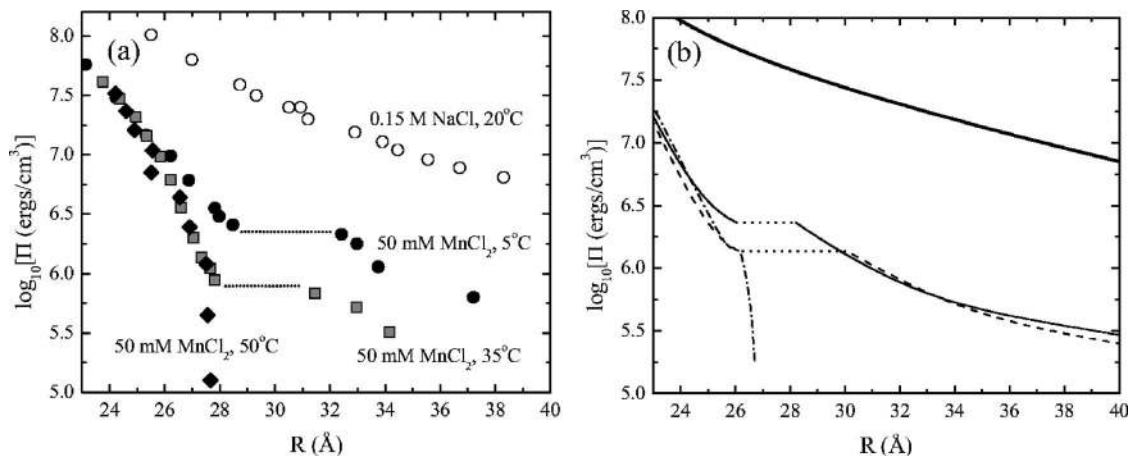 (a)
log₁₀[Π (ergs/cm³)]
8.0
7.5
7.0
6.5
6.0
5.5
5.0
0.15 M NaCl, 20°C
50 mM MnCl₂, 5°C
50 mM MnCl₂, 50°C
50 mM MnCl₂, 35°C
24 26 28 30 32 34 36 38 40
R (Å)
(b)
log₁₀[Π (ergs/cm³)]
8.0
7.5
7.0
6.5
6.0
5.5
5.0
24 26 28 30 32 34 36 38 40
R (Å)